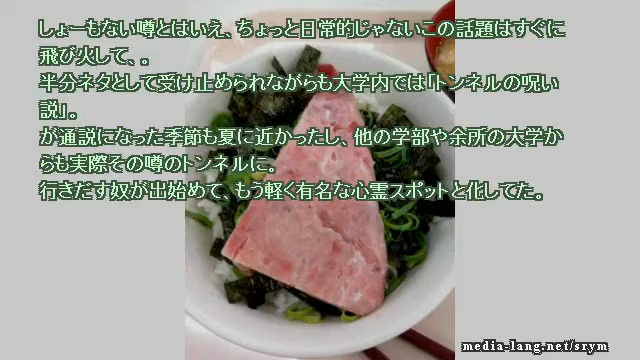 しょーもない噂とはいえ、ちょっと日常的じゃないこの話題はすぐに
飛び火して、。
半分ネタとして受け止められながらも大学内では「トンネルの呪い
説」。
が通説になった季節も夏に近かったし、他の学部や余所の大学か
らも実際その噂のトンネルに。
行きだす奴が出始めて、もう軽く有名な心霊スポットと化してた。
media-lang.net/srym